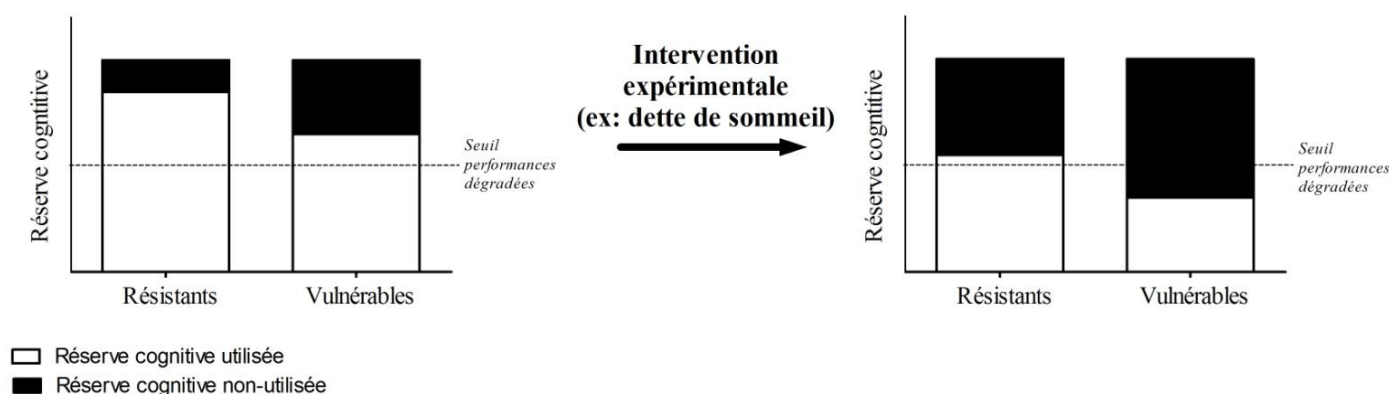 Réserve cogntitive
Seuil
performances
dégradées
Résistants
Vulnérables
Intervention
expérimentale
(ex: dette de sommeil)
Réserve cognitive
Seuil
performances
dégradées
Résistants
Vulnérables
Réserve cognitive utilisée
Réserve cognitive non-utilisée